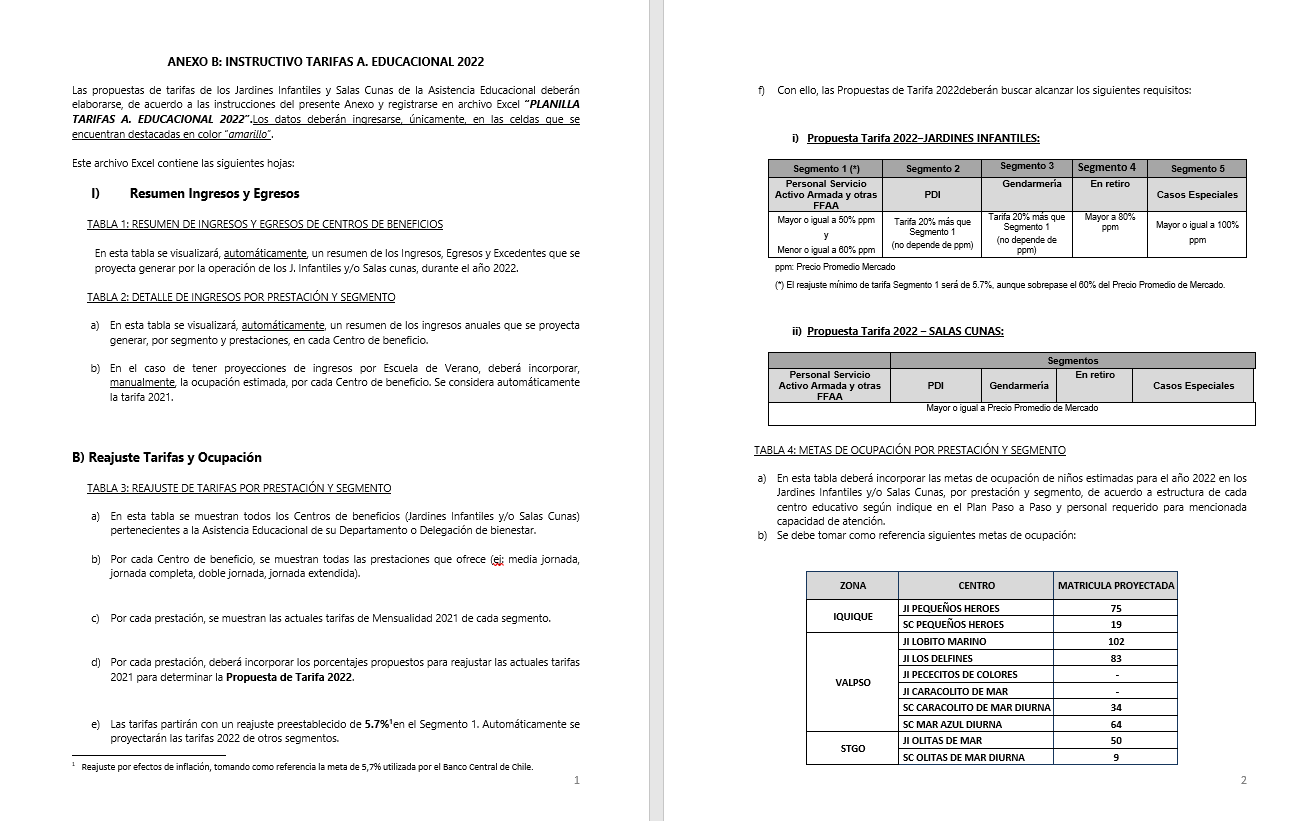 ANEXO B: INSTRUCTIVO TARIFAS A. EDUCACIONAL 2022
Las propuestas de tarifas de los Jardines Infantiles y Salas Cunas de la Asistencia Educacional deberán
elaborarse, de acuerdo a las instrucciones del presente Anexo y registrarse en archivo Excel "PLANILLA
TARIFAS A. EDUCACIONAL 2022".Los datos deberán ingresarse, únicamente, en las celdas que se
encuentran destacadas en color "amarillo".
Este archivo Excel contiene las siguientes hojas:
I) Resumen Ingresos y Egresos
TABLA 1: RESUMEN DE INGRESOS Y EGRESOS DE CENTROS DE BENEFICIOS
En esta tabla se visualizará, automáticamente, un resumen de los Ingresos, Egresos y Excedentes que se
proyecta generar por la operación de los J. Infantiles y/o Salas cunas, durante el año 2022.
TABLA 2: DETALLE DE INGRESOS POR PRESTACIÓN Y SEGMENTO
a) En esta tabla se visualizará, automáticamente, un resumen de los ingresos anuales que se proyecta
generar, por segmento y prestaciones, en cada Centro de beneficio.
b) En el caso de tener proyecciones de ingresos por Escuela de Verano, deberá incorporar,
manualmente, la ocupación estimada, por cada Centro de beneficio. Se considera automáticamente
la tarifa 2021.
B) Reajuste Tarifas y Ocupación
TABLA 3: REAJUSTE DE TARIFAS POR PRESTACIÓN Y SEGMENTO
a) En esta tabla se muestran todos los Centros de beneficios (Jardines Infantiles y/o Salas Cunas)
pertenecientes a la Asistencia Educacional de su Departamento o Delegación de bienestar.
b) Por cada Centro de beneficio, se muestran todas las prestaciones que ofrece (ej: media jornada,
jornada completa, doble jornada, jornada extendida).
c) Por cada prestación, se muestran las actuales tarifas de Mensualidad 2021 de cada segmento.
d) Por cada prestación, deberá incorporar los porcentajes propuestos para reajustar las actuales tarifas
2021 para determinar la Propuesta de Tarifa 2022.
e) Las tarifas partirán con un reajuste preestablecido de 5.7%¹en el Segmento 1. Automáticamente se
proyectarán las tarifas 2022 de otros segmentos.
¹ Reajuste por efectos de inflación, tomando como referencia la meta de 5,7% utilizada por el Banco Central de Chile.
1
f) Con ello, las Propuestas de Tarifa 2022deberán buscar alcanzar los siguientes requisitos:
i) Propuesta Tarifa 2022–JARDINES INFANTILES:
Segmento 1 (*) Segmento 2 Segmento 3 Segmento 4 Segmento 5
Personal Servicio Activo Armada y otras FFAA PDI Gendarmería En retiro Casos Especiales
Mayor o igual a 50% ppm y Menor o igual a 60% ppm Tarifa 20% más que Segmento 1 (no depende de ppm) Tarifa 20% más que Segmento 1 (no depende de ppm) Mayor a 80% ppm Mayor o igual a 100% ppm
ppm: Precio Promedio Mercado
(*) El reajuste mínimo de tarifa Segmento 1 será de 5.7%, aunque sobrepase el 60% del Precio Promedio de Mercado.
ii) Propuesta Tarifa 2022 – SALAS CUNAS:
Segmentos
Personal Servicio Activo Armada y otras FFAA PDI Gendarmería En retiro Casos Especiales
Mayor o igual a Precio Promedio de Mercado
TABLA 4: METAS DE OCUPACIÓN POR PRESTACIÓN Y SEGMENTO
a) En esta tabla deberá incorporar las metas de ocupación de niños estimadas para el año 2022 en los
Jardines Infantiles y/o Salas Cunas, por prestación y segmento, de acuerdo a estructura de cada
centro educativo según indique en el Plan Paso a Paso y personal requerido para mencionada
capacidad de atención.
b) Se debe tomar como referencia siguientes metas de ocupación:
ZONA CENTRO MATRICULA PROYECTADA
IQUIQUE
JI PEQUEÑOS HEROES 75
SC PEQUEÑOS HEROES 19
VALPSO
JI LOBITO MARINO 102
JI LOS DELFINES 83
JI PECECITOS DE COLORES -
JI CARACOLITO DE MAR -
SC CARACOLITO DE MAR DIURNA 34
SC MAR AZUL DIURNA 64
STGO
JI OLITAS DE MAR 50
SC OLITAS DE MAR DIURNA 9
2